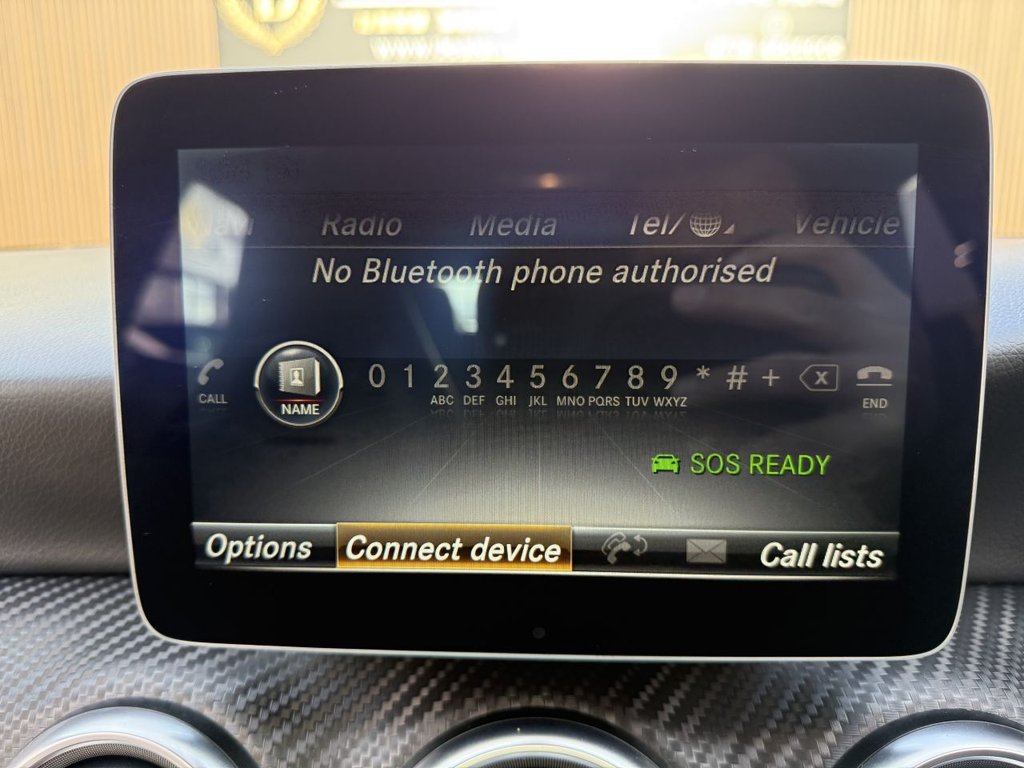 Navi Radio Media Tel/ Vehicle
No Bluetooth phone authorised
CALL NAME 0 1 2 3 4 5 6 7 8 9 * # + X END
ABC DEF GHI JKL MNO PQRS TUV WXYZ
SOS READY
Options Connect device Call lists